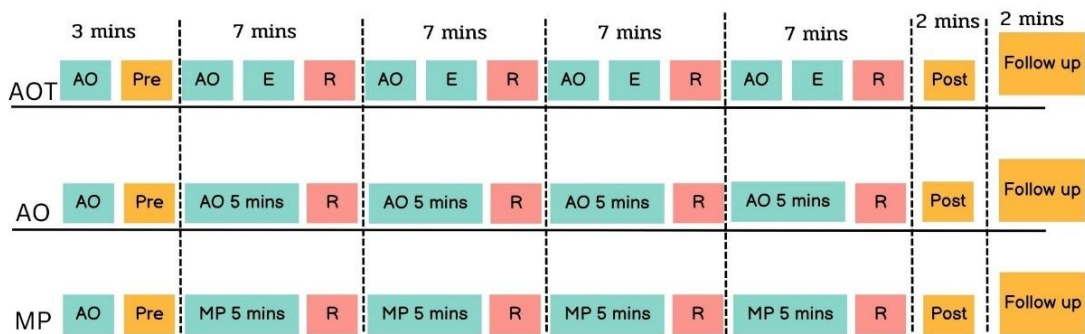 3 mins 7 mins 7 mins 7 mins 7 mins 2 mins 2 mins
AOT AO Pre AO E R AO E R AO E R AO E R Post Follow up
AO AO Pre AO 5 mins R AO 5 mins R AO 5 mins R AO 5 mins R Post Follow up
MP AO Pre MP 5 mins R MP 5 mins R MP 5 mins R MP 5 mins R Post Follow up